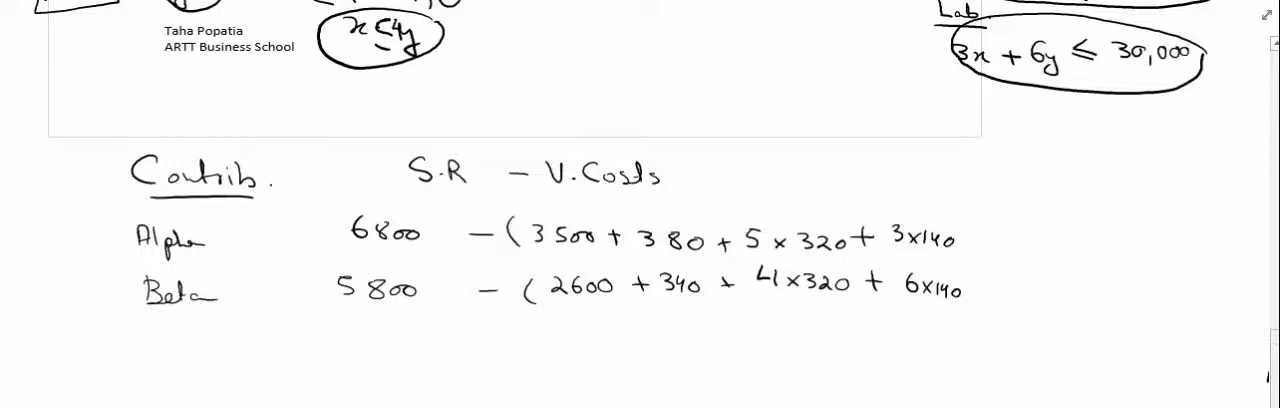 x ≤ 4y
Taha Popatia
ARTT Business School
Lab
3x + 6y ≤ 30,000
Contrib. S.R - V. Costs
Alpha 6800 - ( 3500 + 380 + 5 x 320 + 3x140
Beta 5800 - ( 2600 + 340 + 4x320 + 6x140